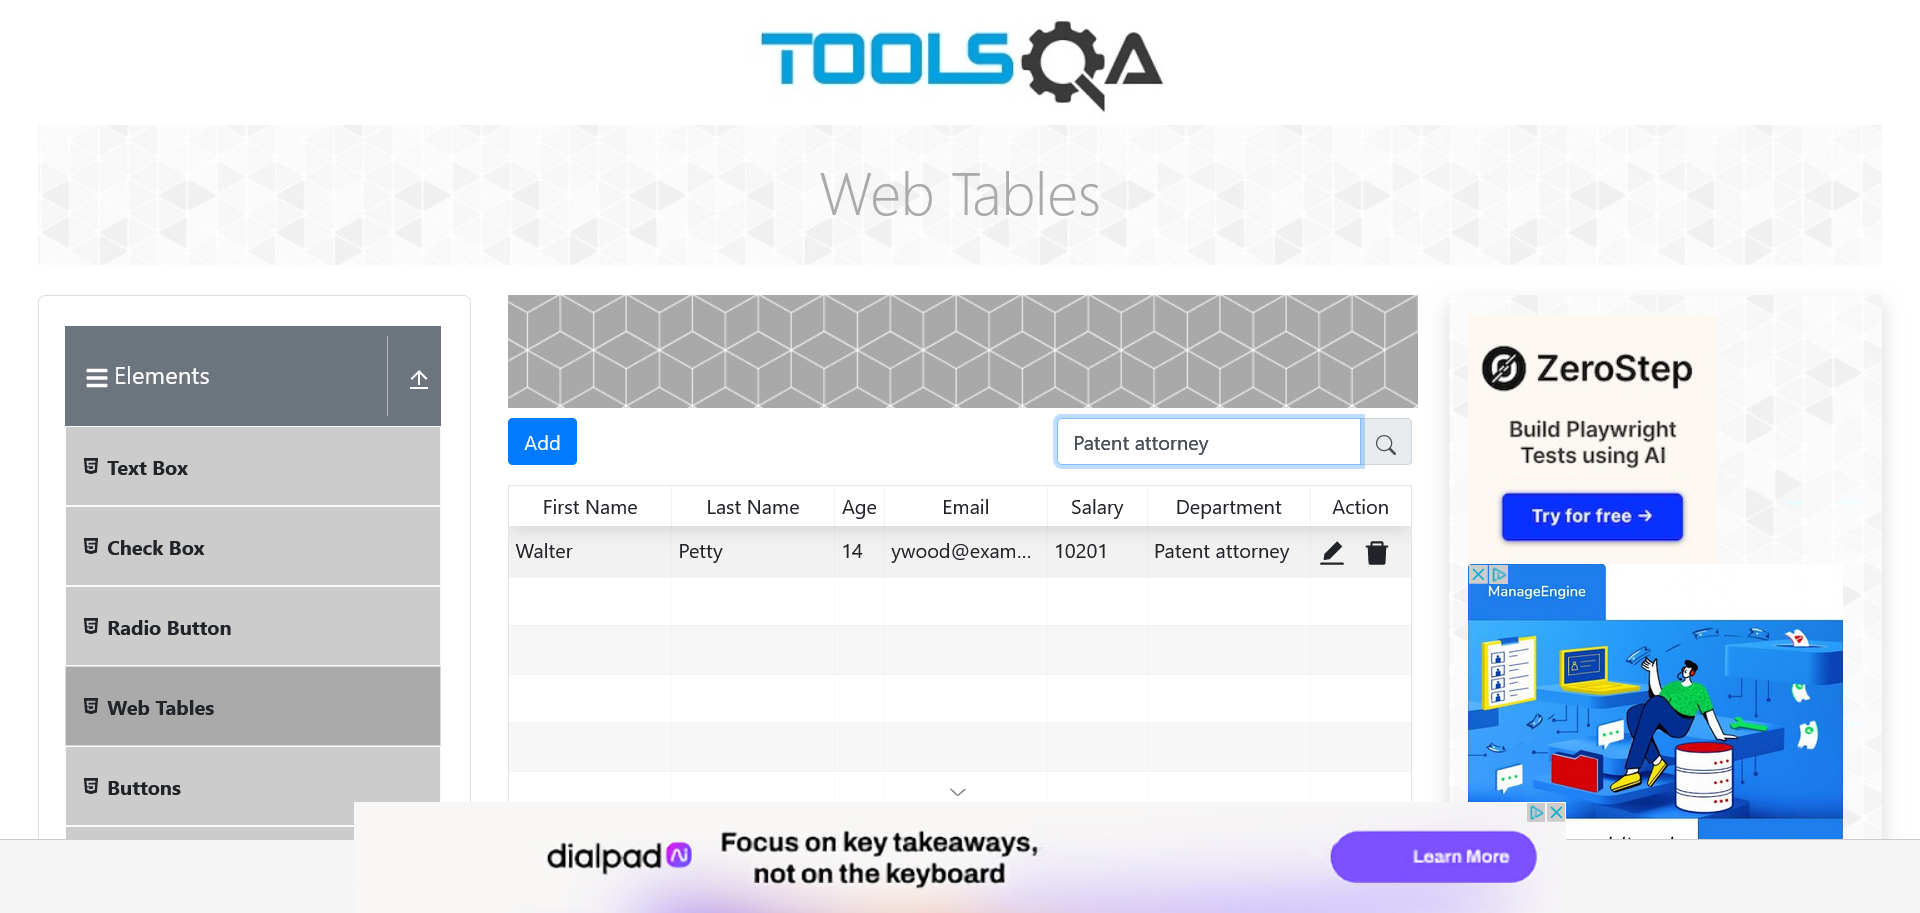 TOOLSQA
Web Tables
Elements
Text Box
Check Box
Radio Button
Web Tables
Buttons
Add
Patent attorney
First Name Last Name Age Email Salary Department Action
Walter Petty 14 ywood@exam... 10201 Patent attorney
ZeroStep
Build Playwright
Tests using AI
Try for free →
ManageEngine
dialpad Ai
Focus on key takeaways,
not on the keyboard
Learn More